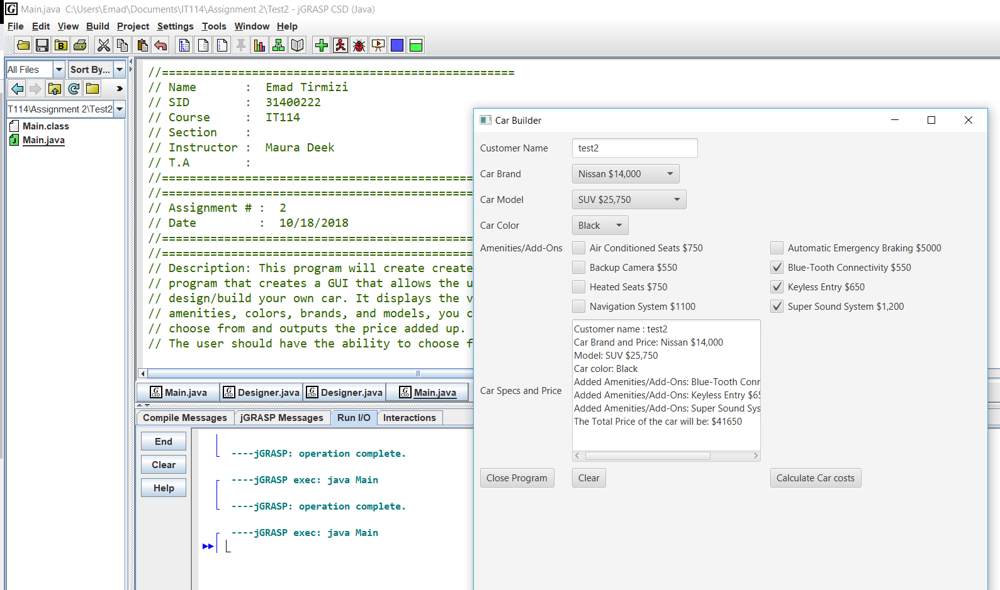 Main.java  C:\Users\Emad\Documents\IT114\Assignment 2\Test2 - jGRASP CSD (Java)
File Edit View Build Project Settings Tools Window Help
All Files Sort By...
T114\Assignment 2\Test2
Main.class
Main.java
//===================================================
// Name       :  Emad Tirmizi
// SID        :  31400222
// Course     :  IT114
// Section    :
// Instructor :  Maura Deek
// T.A        :
//=============================================
//=============================================
// Assignment # :  2
// Date         :  10/18/2018
//=============================================
//=============================================
// Description: This program will create create
// program that creates a GUI that allows the u
// design/build your own car. It displays the v
// amenities, colors, brands, and models, you c
// choose from and outputs the price added up.
// The user should have the ability to choose f
Main.java Designer.java Designer.java Main.java
Compile Messages jGRASP Messages Run I/O Interactions
End
Clear
Help
----jGRASP: operation complete.
----jGRASP exec: java Main
----jGRASP: operation complete.
----jGRASP exec: java Main
Car Builder
Customer Name test2
Car Brand Nissan $14,000
Car Model SUV $25,750
Car Color Black
Amenities/Add-Ons Air Conditioned Seats $750 Automatic Emergency Braking $5000
Backup Camera $550 Blue-Tooth Connectivity $550
Heated Seats $750 Keyless Entry $650
Navigation System $1100 Super Sound System $1,200
Car Specs and Price
Customer name : test2
Car Brand and Price: Nissan $14,000
Model: SUV $25,750
Car color: Black
Added Amenities/Add-Ons: Blue-Tooth Conn
Added Amenities/Add-Ons: Keyless Entry $65
Added Amenities/Add-Ons: Super Sound Sys
The Total Price of the car will be: $41650
Close Program Clear Calculate Car costs